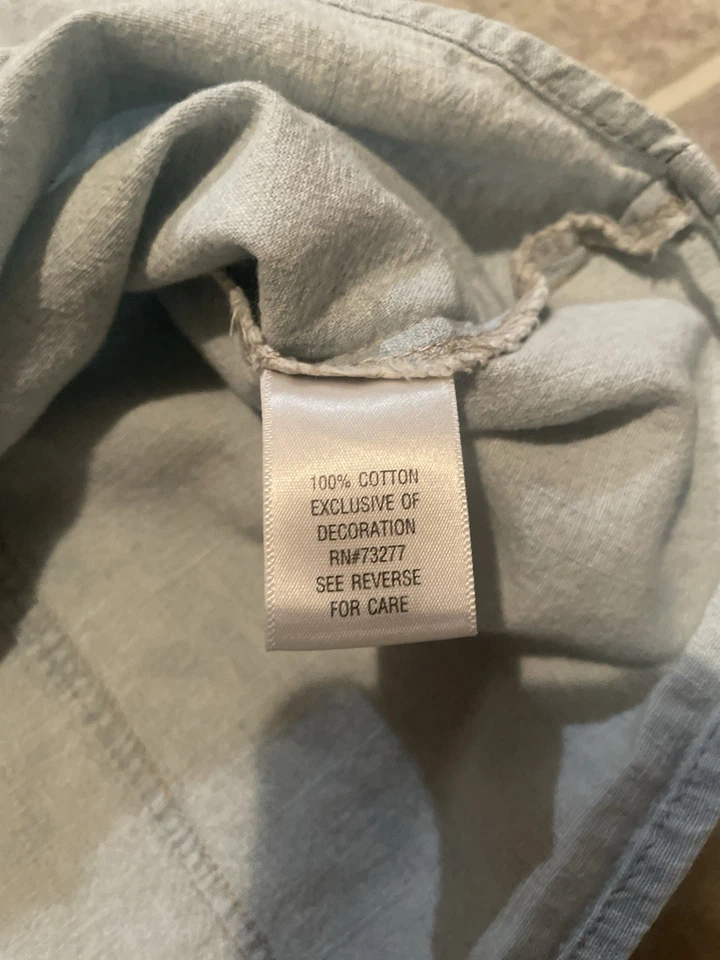 100% COTTON
EXCLUSIVE OF
DECORATION
RN#73277
SEE REVERSE
FOR CARE